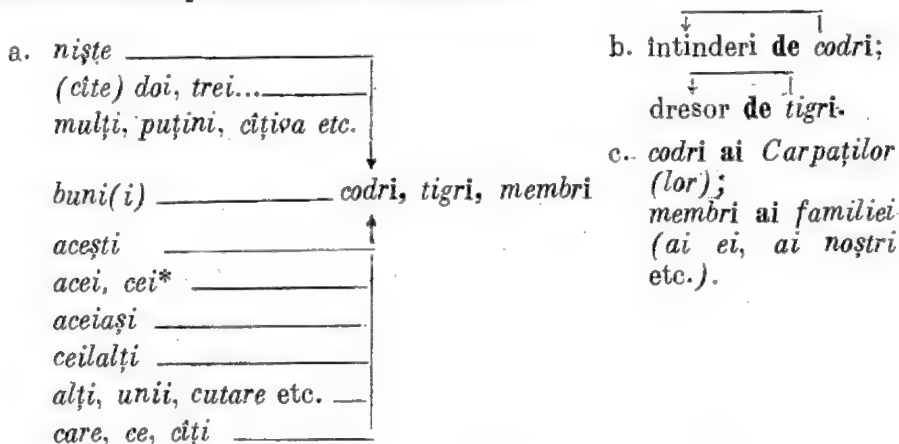 a. nişte
(cîte) doi, trei...
mulţi, puţini, cîţiva etc.
buni(i) codri, tigri, membri
aceşti
acei, cei*
aceiaşi
ceilalţi
alţi, unii, cutare etc.
care, ce, cîţi
b. întinderi de codri;
dresor de tigri.
c. codri ai Carpaţilor
(lor);
membri ai familiei
(ai ei, ai noştri
etc.).